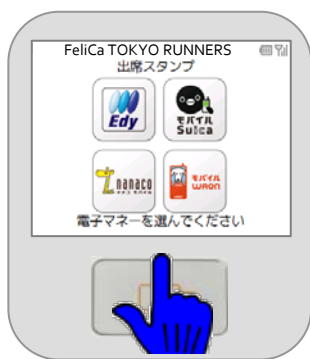 FeliCa TOKYO RUNNERS
出席スタンプ
Edy
モバイル
Suica
nanaco
モバイル
WAON
電子マネーを選んでください